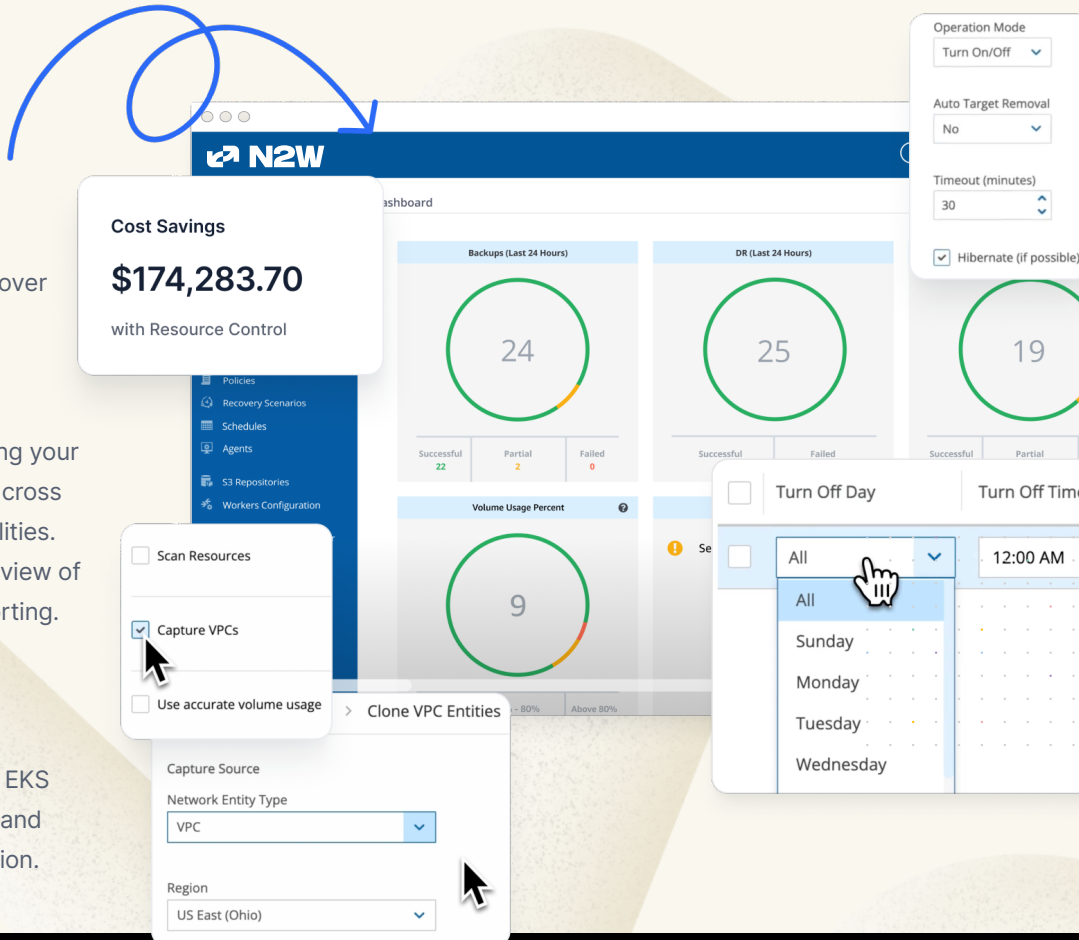 Operation Mode
Turn On/Off
Auto Target Removal
No
Timeout (minutes)
30
Hibernate (if possible)
N2W
ashboard
Cost Savings
$174,283.70
with Resource Control
over
ng your
cross
lities.
view of
rting.
EKS
and
ion.
Backups (Last 24 Hours)
24
Successful Partial Failed
22 2 0
DR (Last 24 Hours)
25
Successful Failed
19
Successful Partial
Policies
Recovery Scenarios
Schedules
Agents
S3 Repositories
Workers Configuration
Volume Usage Percent
9
- 80% Above 80%
Se
Scan Resources
Capture VPCs
Use accurate volume usage
> Clone VPC Entities
Capture Source
Network Entity Type
VPC
Region
US East (Ohio)
Turn Off Day Turn Off Time
All 12:00 AM
All
Sunday
Monday
Tuesday
Wednesday